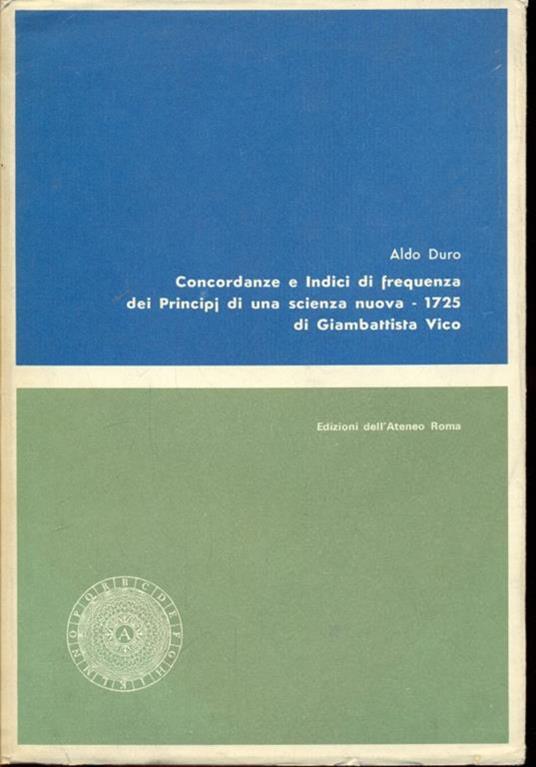 Aldo Duro
Concordanze e Indici di frequenza
dei Principj di una scienza nuova - 1725
di Giambattista Vico
Edizioni dell'Ateneo Roma
A